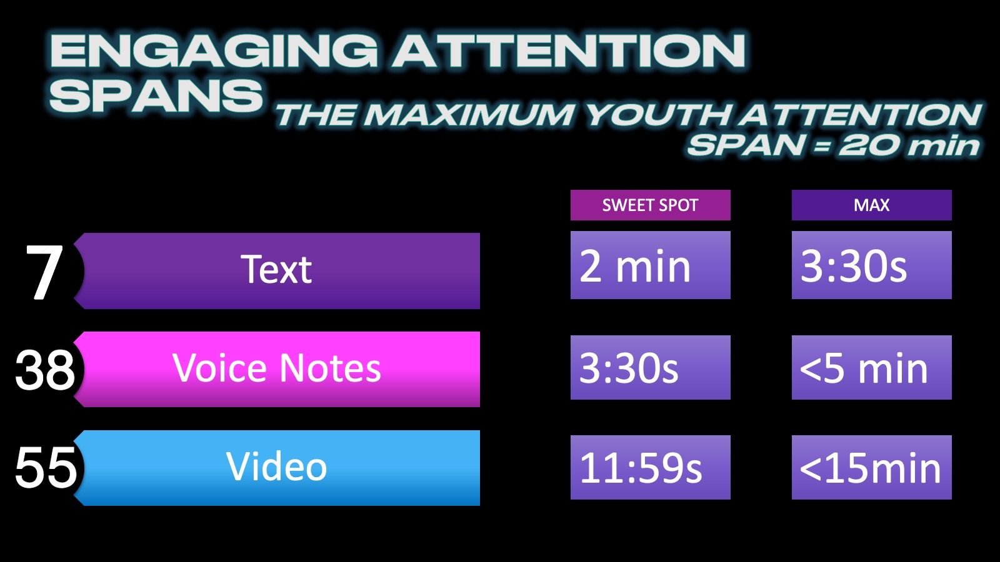 ENGAGING ATTENTION
SPANS
THE MAXIMUM YOUTH ATTENTION
SPAN = 20 min
SWEET SPOT
MAX
7
Text
2 min
3:30s
38
Voice Notes
3:30s
<5 min
55
Video
11:59s
<15min